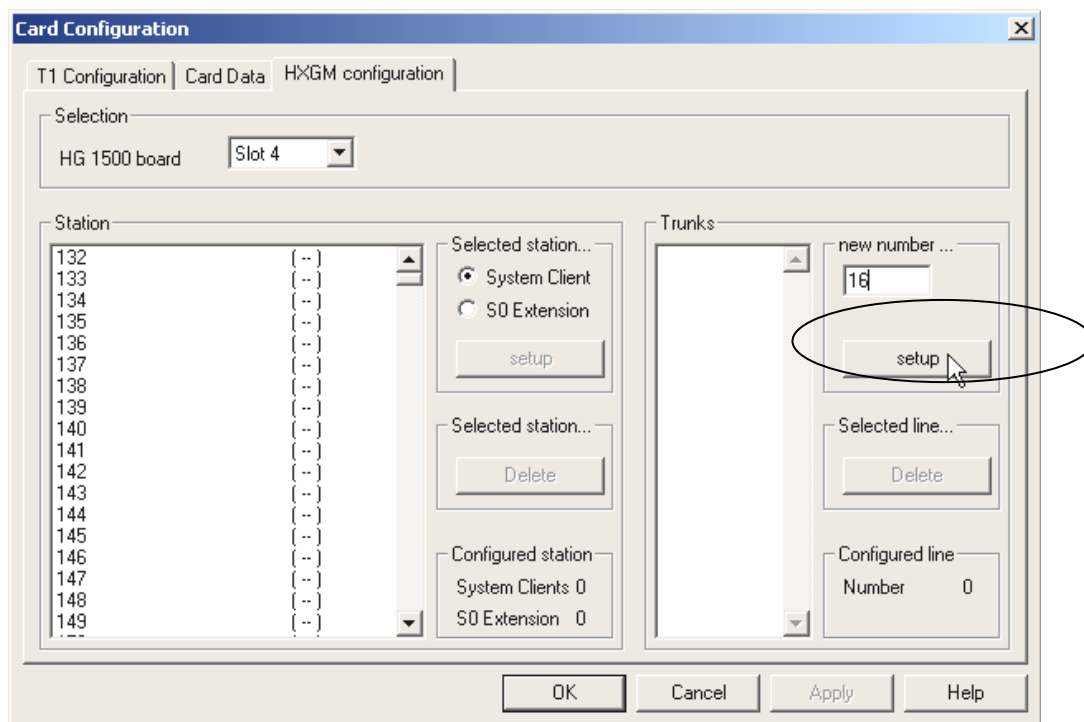 Card Configuration
T1 Configuration Card Data HXGM configuration
Selection
HG 1500 board Slot 4
Station
132 [ -- ]
133 [ -- ]
134 [ -- ]
135 [ -- ]
136 [ -- ]
137 [ -- ]
138 [ -- ]
139 [ -- ]
140 [ -- ]
141 [ -- ]
142 [ -- ]
143 [ -- ]
144 [ -- ]
145 [ -- ]
146 [ -- ]
147 [ -- ]
148 [ -- ]
149 [ -- ]
Selected station...
System Client
S0 Extension
setup
Selected station...
Delete
Configured station
System Clients 0
S0 Extension 0
Trunks
new number ...
16
setup
Selected line...
Delete
Configured line
Number 0
OK Cancel Apply Help